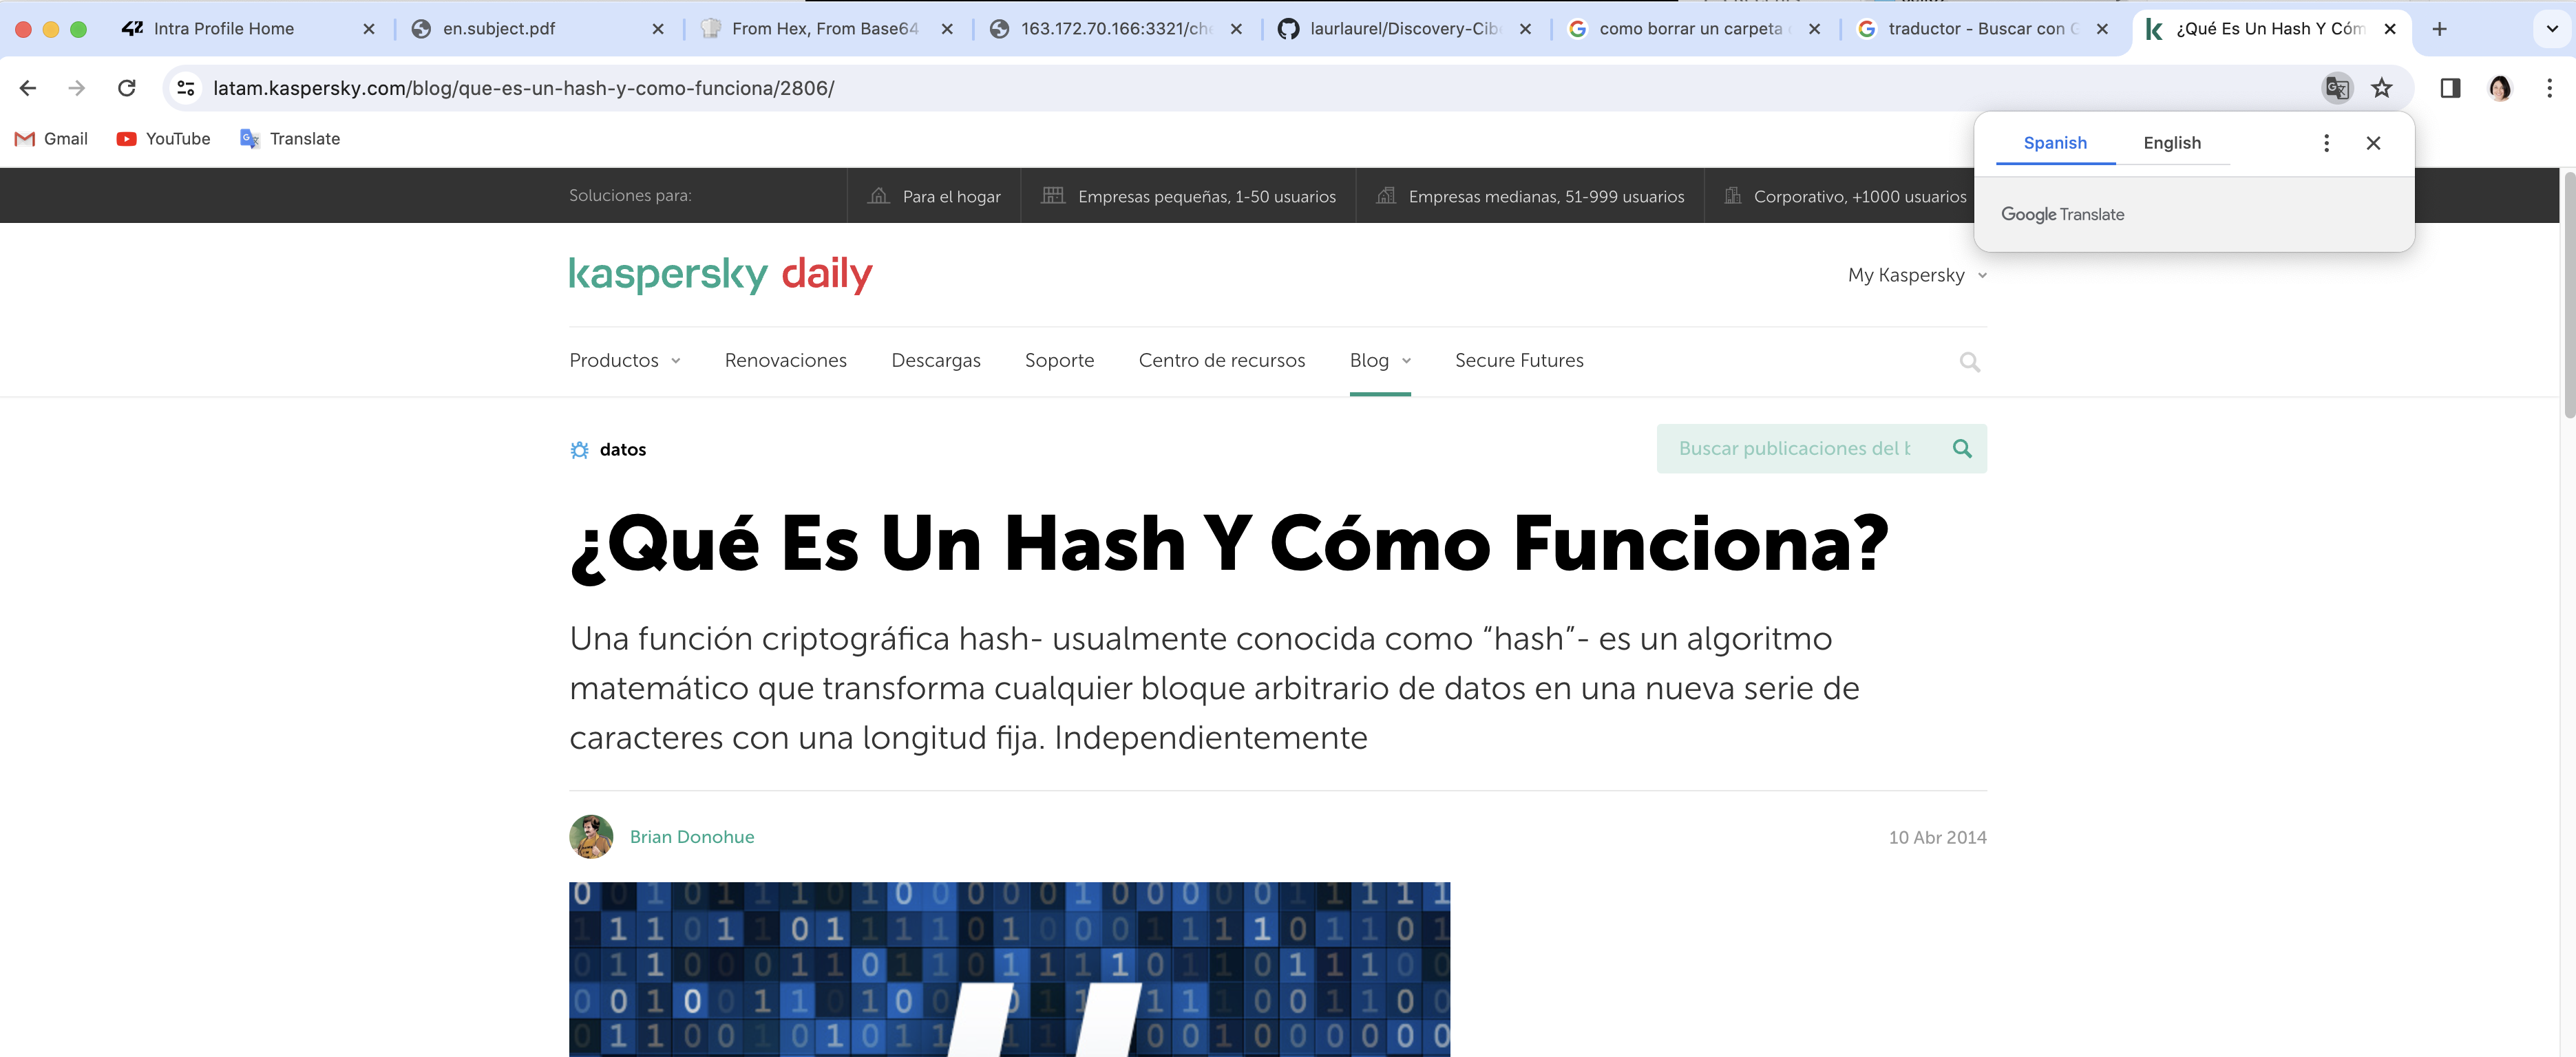 Intra Profile Home
en.subject.pdf
From Hex, From Base64
163.172.70.166:3321/che
laurlaurel/Discovery-Cibe
como borrar un carpeta
traductor - Buscar con G
¿Qué Es Un Hash Y Cóm
latam.kaspersky.com/blog/que-es-un-hash-y-como-funciona/2806/
Gmail
YouTube
Translate
Spanish
English
Google Translate
Soluciones para:
Para el hogar
Empresas pequeñas, 1-50 usuarios
Empresas medianas, 51-999 usuarios
Corporativo, +1000 usuarios
kaspersky daily
My Kaspersky
Productos
Renovaciones
Descargas
Soporte
Centro de recursos
Blog
Secure Futures
datos
Buscar publicaciones del b
¿Qué Es Un Hash Y Cómo Funciona?
Una función criptográfica hash- usualmente conocida como “hash”- es un algoritmo
matemático que transforma cualquier bloque arbitrario de datos en una nueva serie de
caracteres con una longitud fija. Independientemente
Brian Donohue
10 Abr 2014